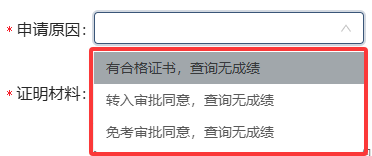 * 申请原因：
有合格证书，查询无成绩
* 证明材料：
转入审批同意，查询无成绩
免考审批同意，查询无成绩